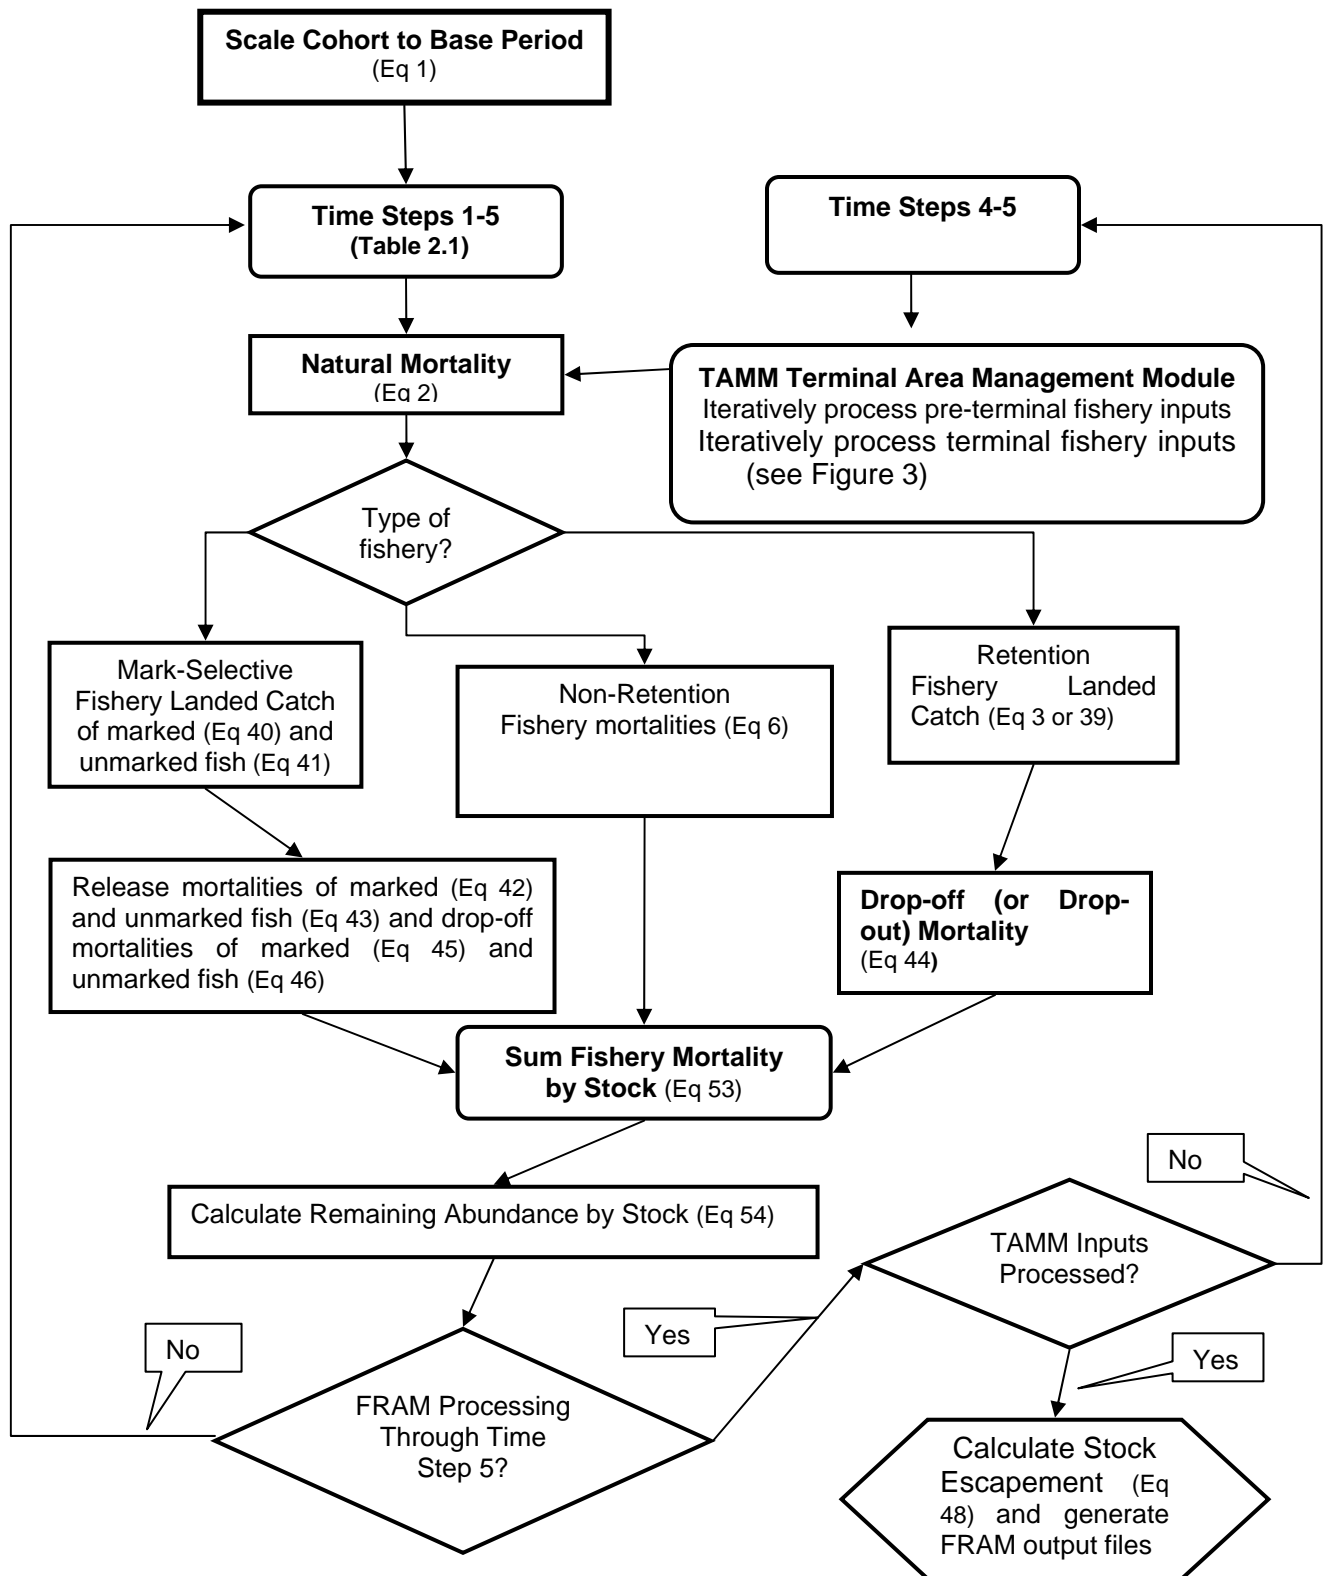 Scale Cohort to Base Period
(Eq 1)
Time Steps 1-5
(Table 2.1)
Time Steps 4-5
Natural Mortality
(Eq 2)
TAMM Terminal Area Management Module
Iteratively process pre-terminal fishery inputs
Iteratively process terminal fishery inputs
(see Figure 3)
Type of
fishery?
Mark-Selective
Fishery Landed Catch
of marked (Eq 40) and
unmarked fish (Eq 41)
Non-Retention
Fishery mortalities (Eq 6)
Retention
Fishery Landed
Catch (Eq 3 or 39)
Release mortalities of marked (Eq 42)
and unmarked fish (Eq 43) and drop-off
mortalities of marked (Eq 45) and
unmarked fish (Eq 46)
Drop-off (or Drop-
out) Mortality
(Eq 44)
Sum Fishery Mortality
by Stock (Eq 53)
Calculate Remaining Abundance by Stock (Eq 54)
No
TAMM Inputs
Processed?
Yes
No
Yes
FRAM Processing
Through Time
Step 5?
Calculate Stock
Escapement (Eq
48) and generate
FRAM output files